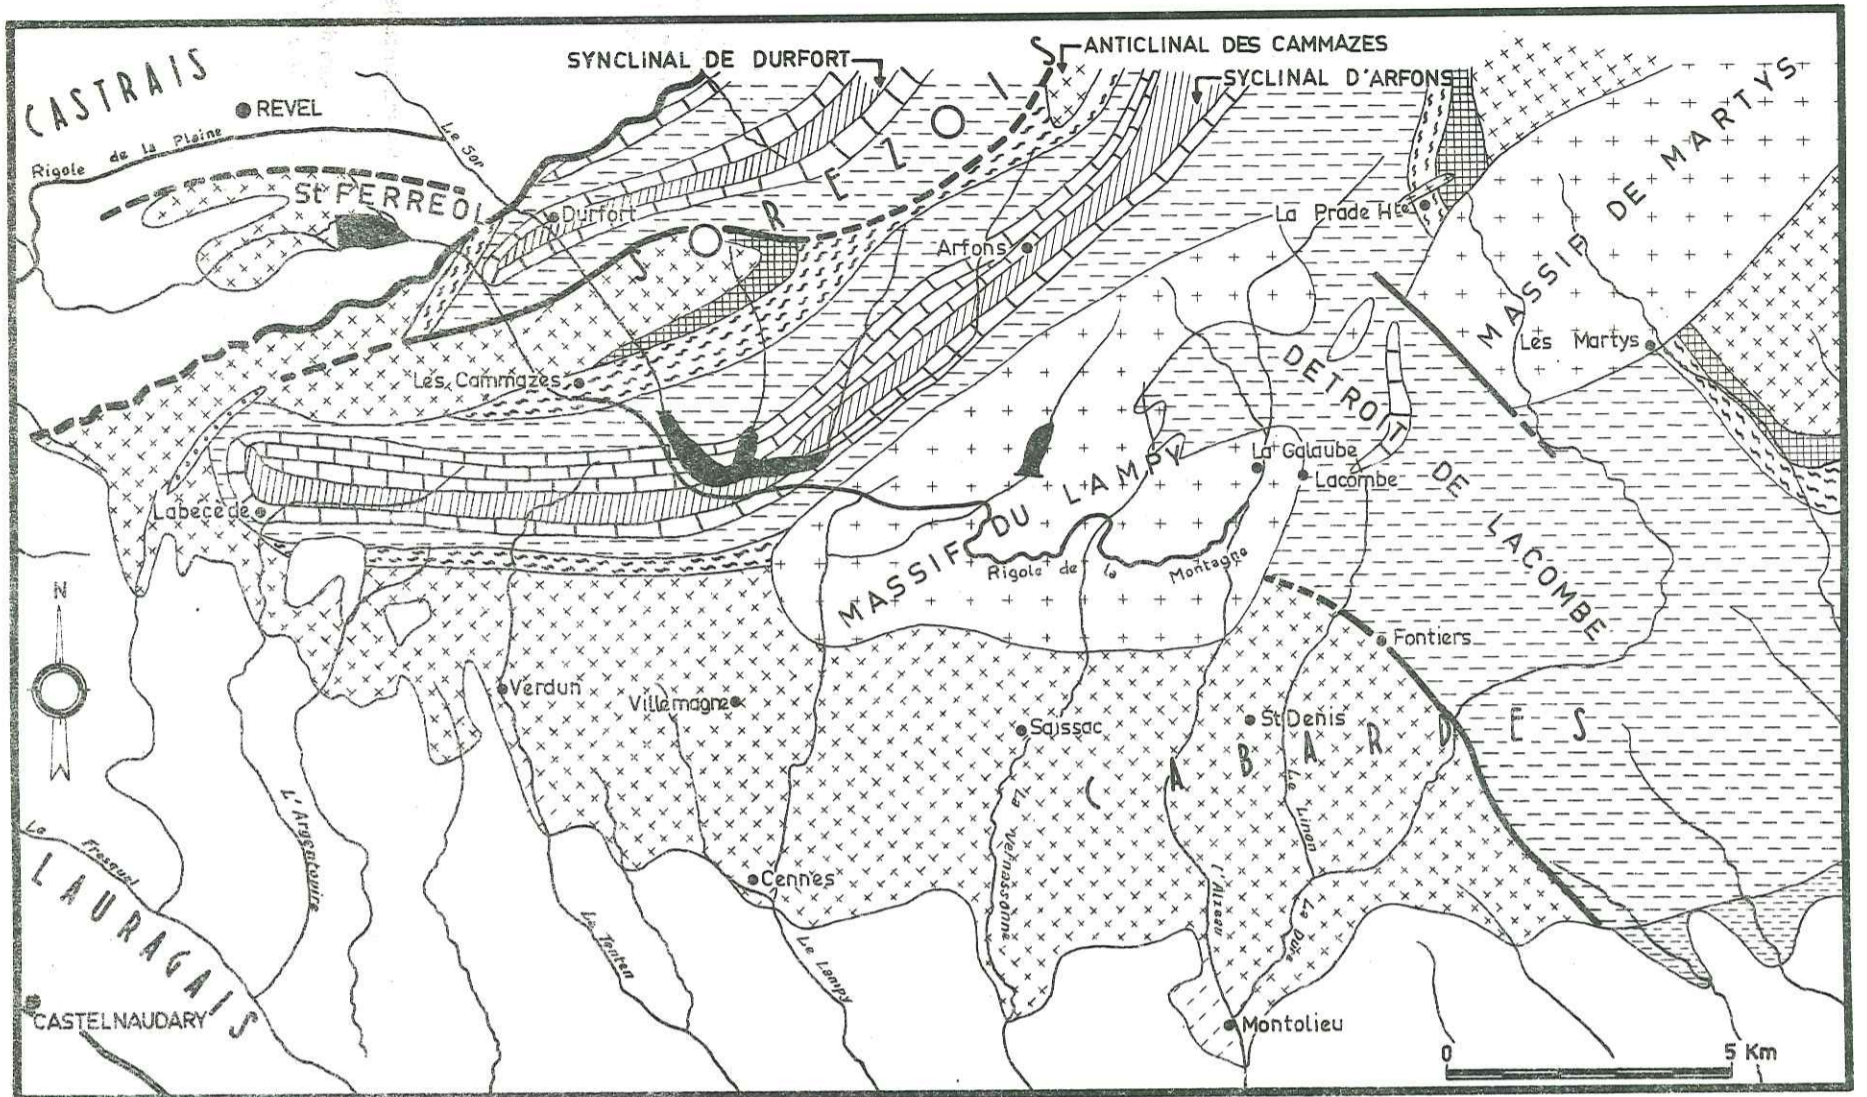 SYNCLINAL DE DURFORT
ANTICLINAL DES CAMMAZES
SYCLINAL D'ARFONS
CASTRAIS
REVEL
Rigole de la Plaine
Le Sor
St FERREOL
Durfort
SOREZOIS
Arfons
La Prade Hte
MASSIF DE MARTYS
Les Martys
Les Cammazes
DETROIT DE LACOMBE
La Galaube
Lacombe
MASSIF DU LAMPY
Labecède
Rigole de la Montagne
N
Fontiers
Verdun
Villemagne
Saissac
St Denis
CABARDES
L'Argentouire
Le Fresquel
LAURAGAIS
Cennes
La Vernassonne
L'Alzeau
Le Linon
La Dure
Le Tenten
Le Lampy
CASTELNAUDARY
Montolieu
0 5 Km